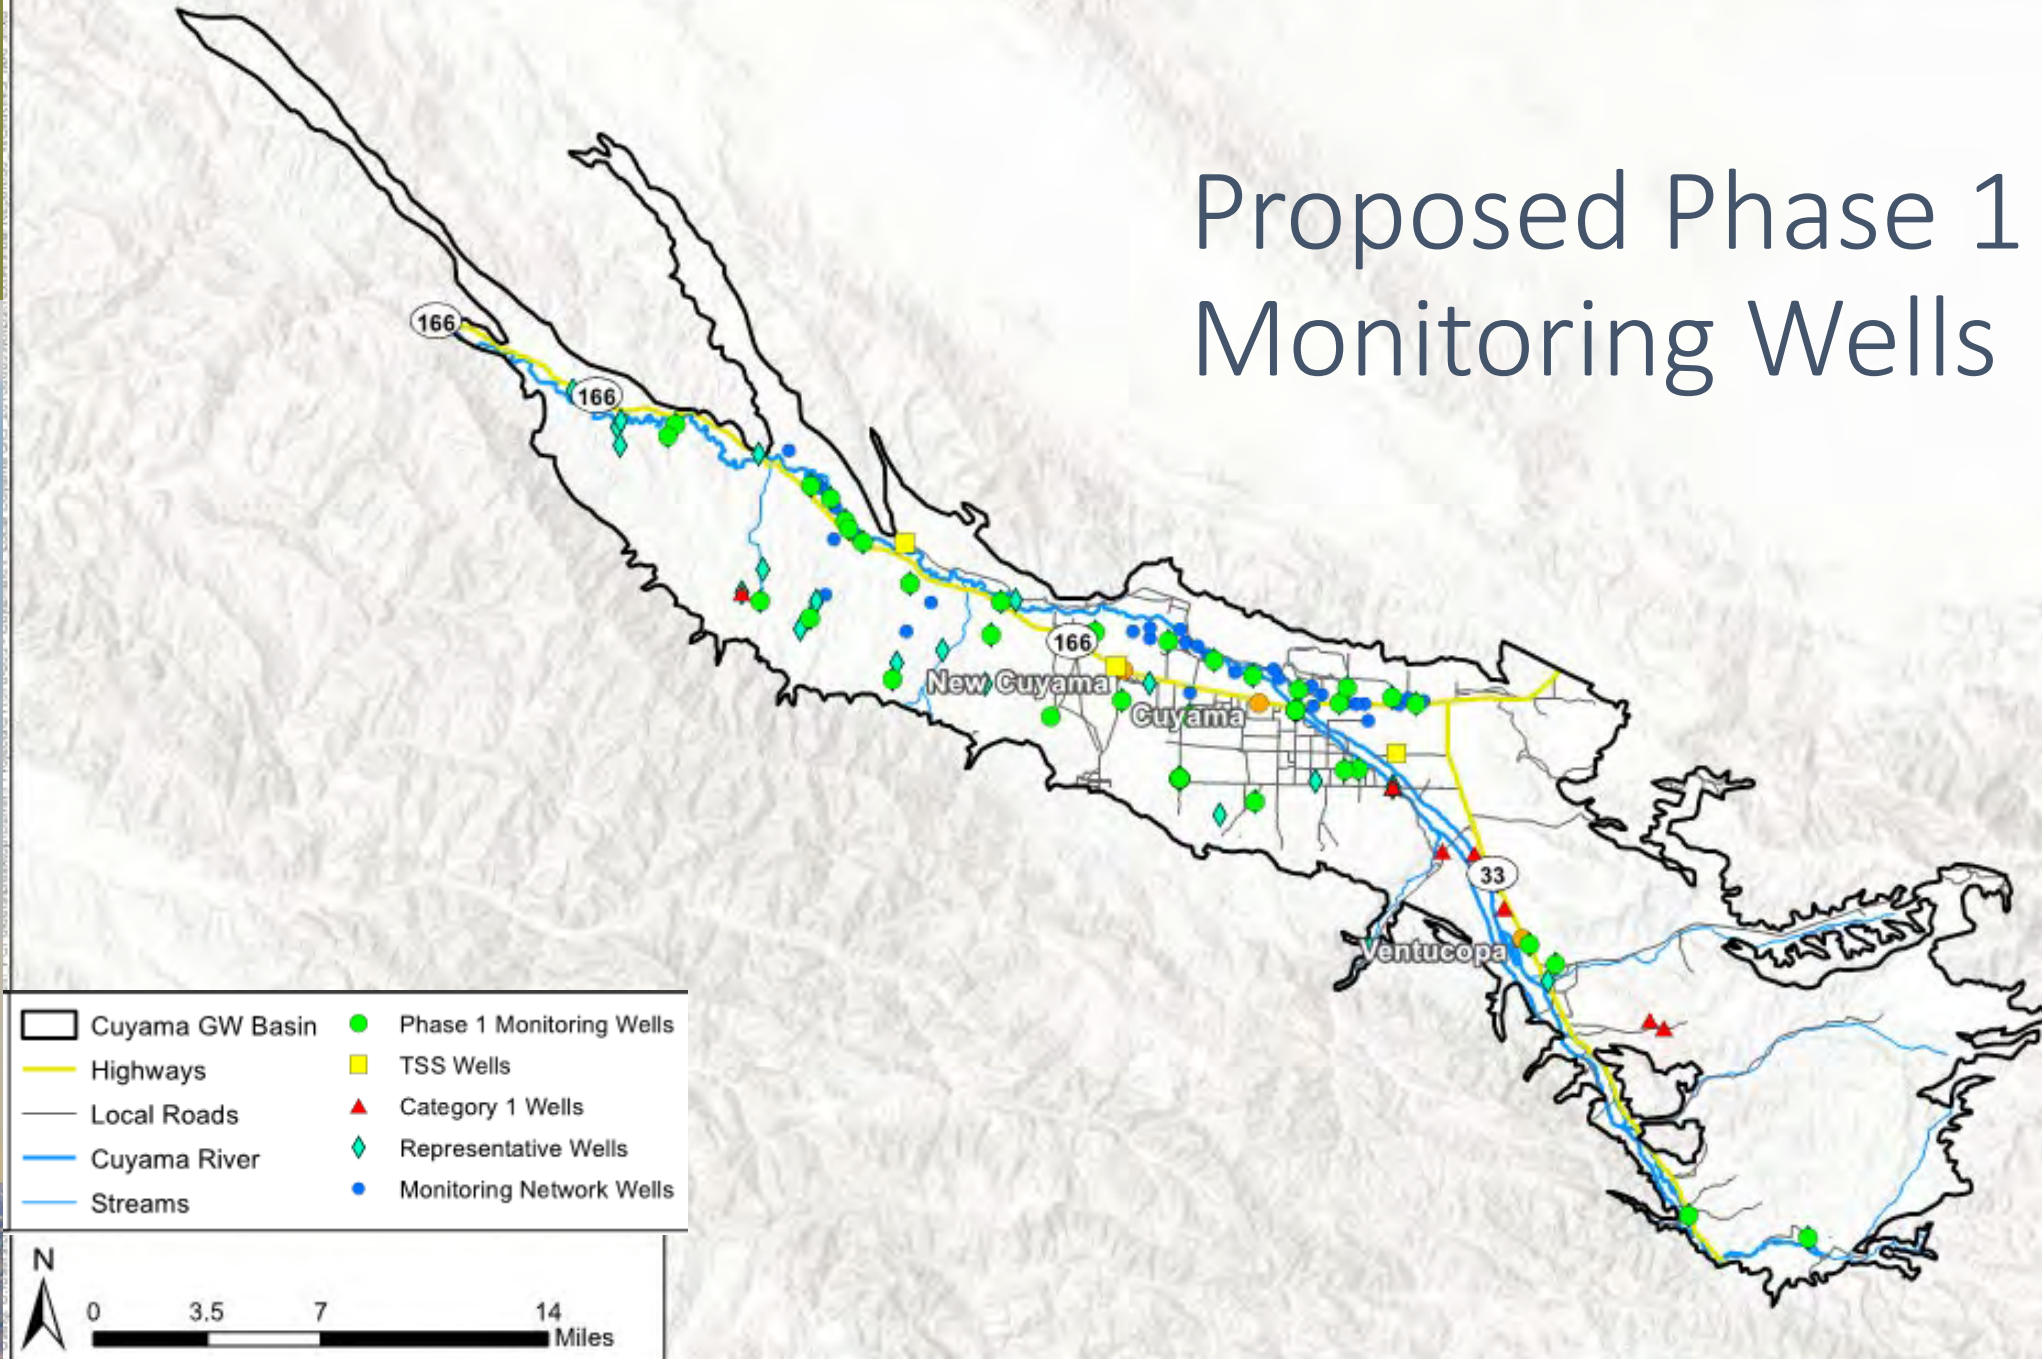 Proposed Phase 1
Monitoring Wells
166
166
166
New Cuyama
Cuyama
33
Ventucopa
Cuyama GW Basin
Highways
Local Roads
Cuyama River
Streams
Phase 1 Monitoring Wells
TSS Wells
Category 1 Wells
Representative Wells
Monitoring Network Wells
N
0 3.5 7 14
Miles